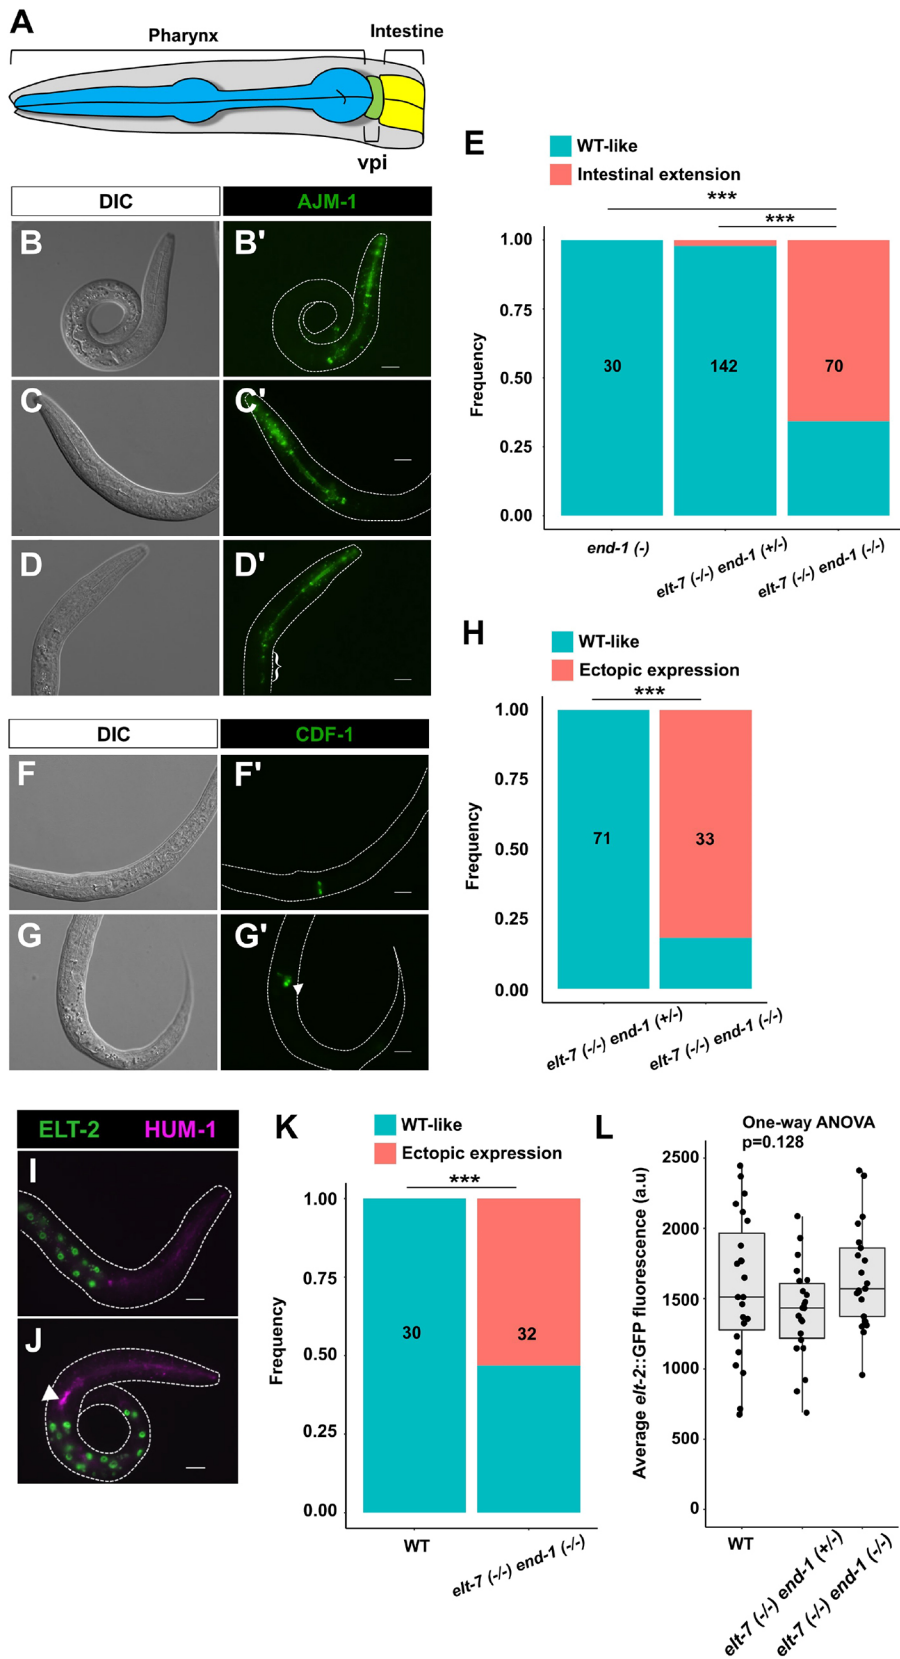 A
Pharynx
Intestine
vpi
DIC
AJM-1
B
B'
C
C'
D
D'
}
E
WT-like
Intestinal extension
***
***
1.00
0.75
0.50
0.25
0.00
Frequency
30
142
70
end-1 (-)
elt-7 (-/-) end-1 (+/-)
elt-7 (-/-) end-1 (-/-)
DIC
CDF-1
F
F'
G
G'
H
WT-like
Ectopic expression
***
1.00
0.75
0.50
0.25
0.00
Frequency
71
33
elt-7 (-/-) end-1 (+/-)
elt-7 (-/-) end-1 (-/-)
ELT-2
HUM-1
I
J
K
WT-like
Ectopic expression
***
1.00
0.75
0.50
0.25
0.00
Frequency
30
32
WT
elt-7 (-/-) end-1 (-/-)
L
One-way ANOVA
p=0.128
2500
2000
1500
1000
500
0
Average elt-2::GFP fluorescence (a.u)
WT
elt-7 (-/-) end-1 (+/-)
elt-7 (-/-) end-1 (-/-)